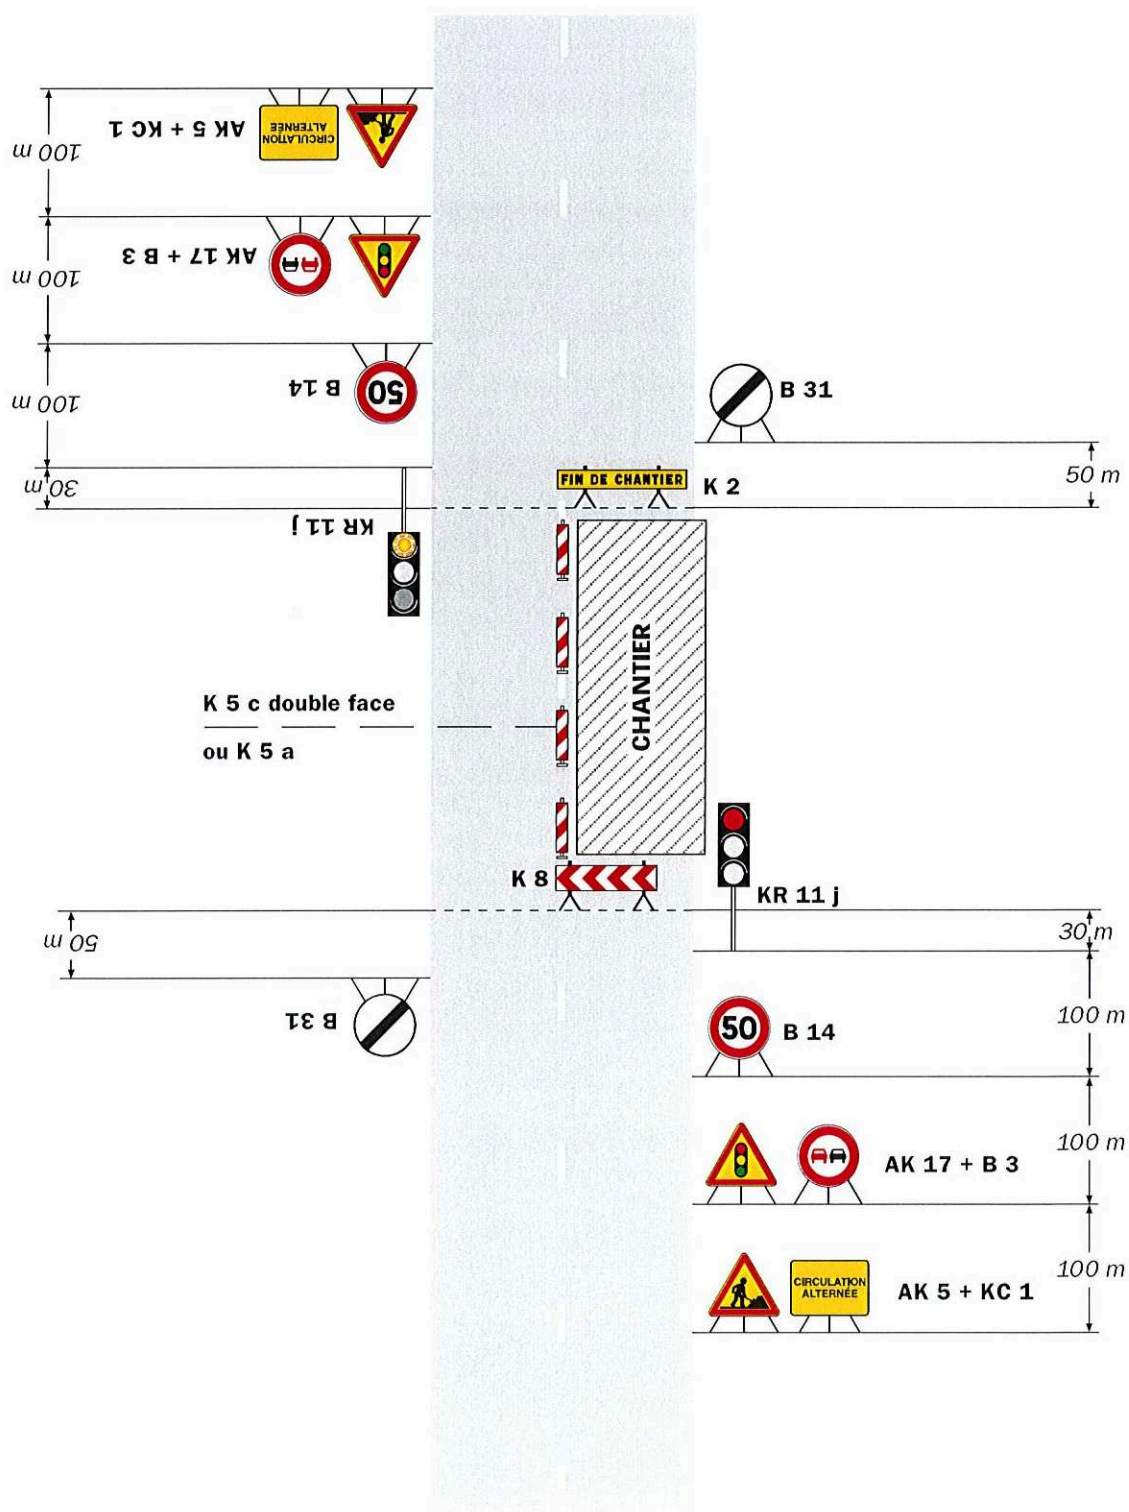 100 m
AK 5 + KC 1
CIRCULATION
ALTERNÉE
100 m
AK 17 + B 3
100 m
B 14
50
B 31
30 m
FIN DE CHANTIER
K 2
50 m
KR 11 j
CHANTIER
K 5 c double face
ou K 5 a
K 8
KR 11 j
50 m
30 m
B 31
50
B 14
100 m
AK 17 + B 3
100 m
CIRCULATION
ALTERNÉE
AK 5 + KC 1
100 m